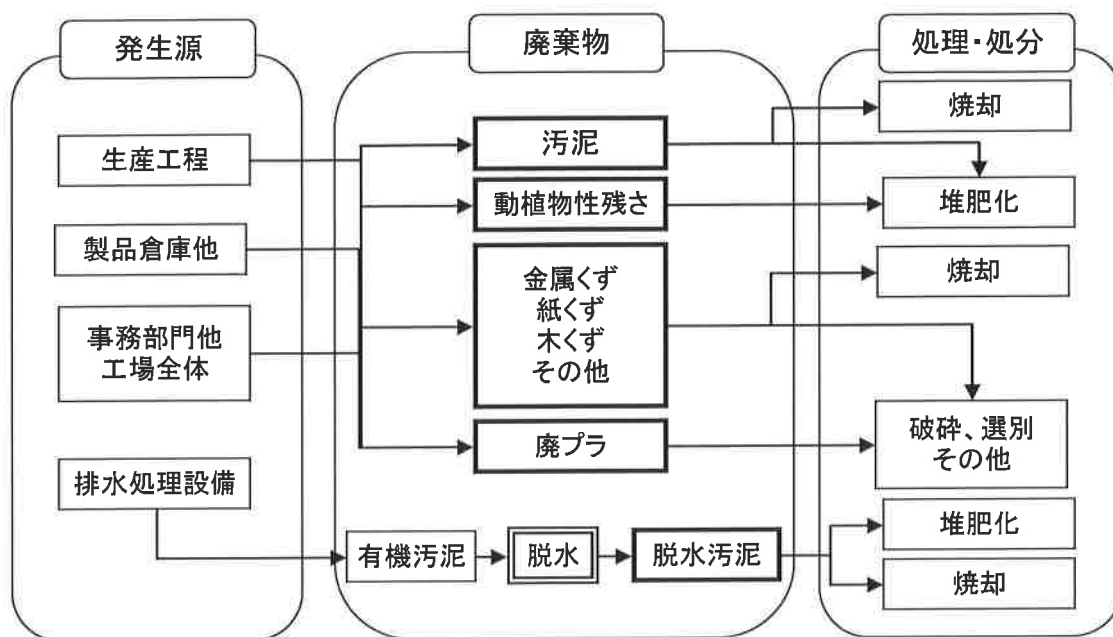 発生源
廃棄物
処理・処分
生産工程
製品倉庫他
事務部門他
工場全体
排水処理設備
汚泥
動植物性残さ
金属くず
紙くず
木くず
その他
廃プラ
有機汚泥
脱水
脱水汚泥
焼却
堆肥化
焼却
破砕、選別
その他
堆肥化
焼却